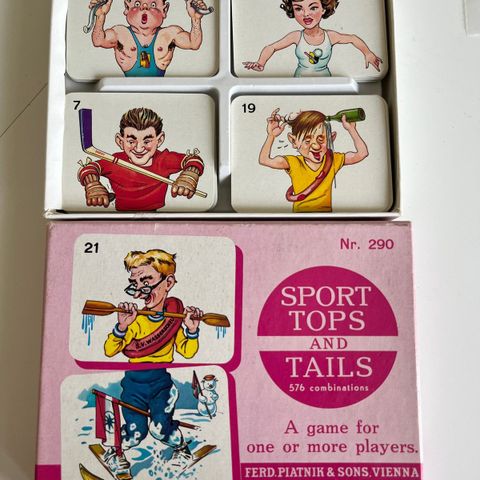 7
19
21
Nr. 290
SPORT
TOPS
AND
TAILS
576 combinations
A game for
one or more players.
FERD. PIATNIK & SONS, VIENNA